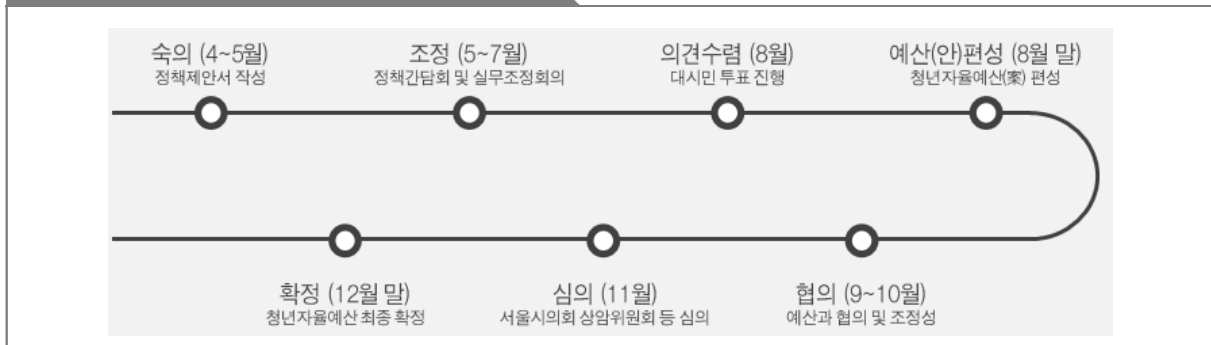 숙의 (4~5월)
정책제안서 작성
조정 (5~7월)
정책간담회 및 실무조정회의
의견수렴 (8월)
대시민 투표 진행
예산(안)편성 (8월 말)
청년자율예산(案) 편성
협의 (9~10월)
예산과 협의 및 조정성
심의 (11월)
서울시의회 상암위원회 등 심의
확정 (12월 말)
청년자율예산 최종 확정